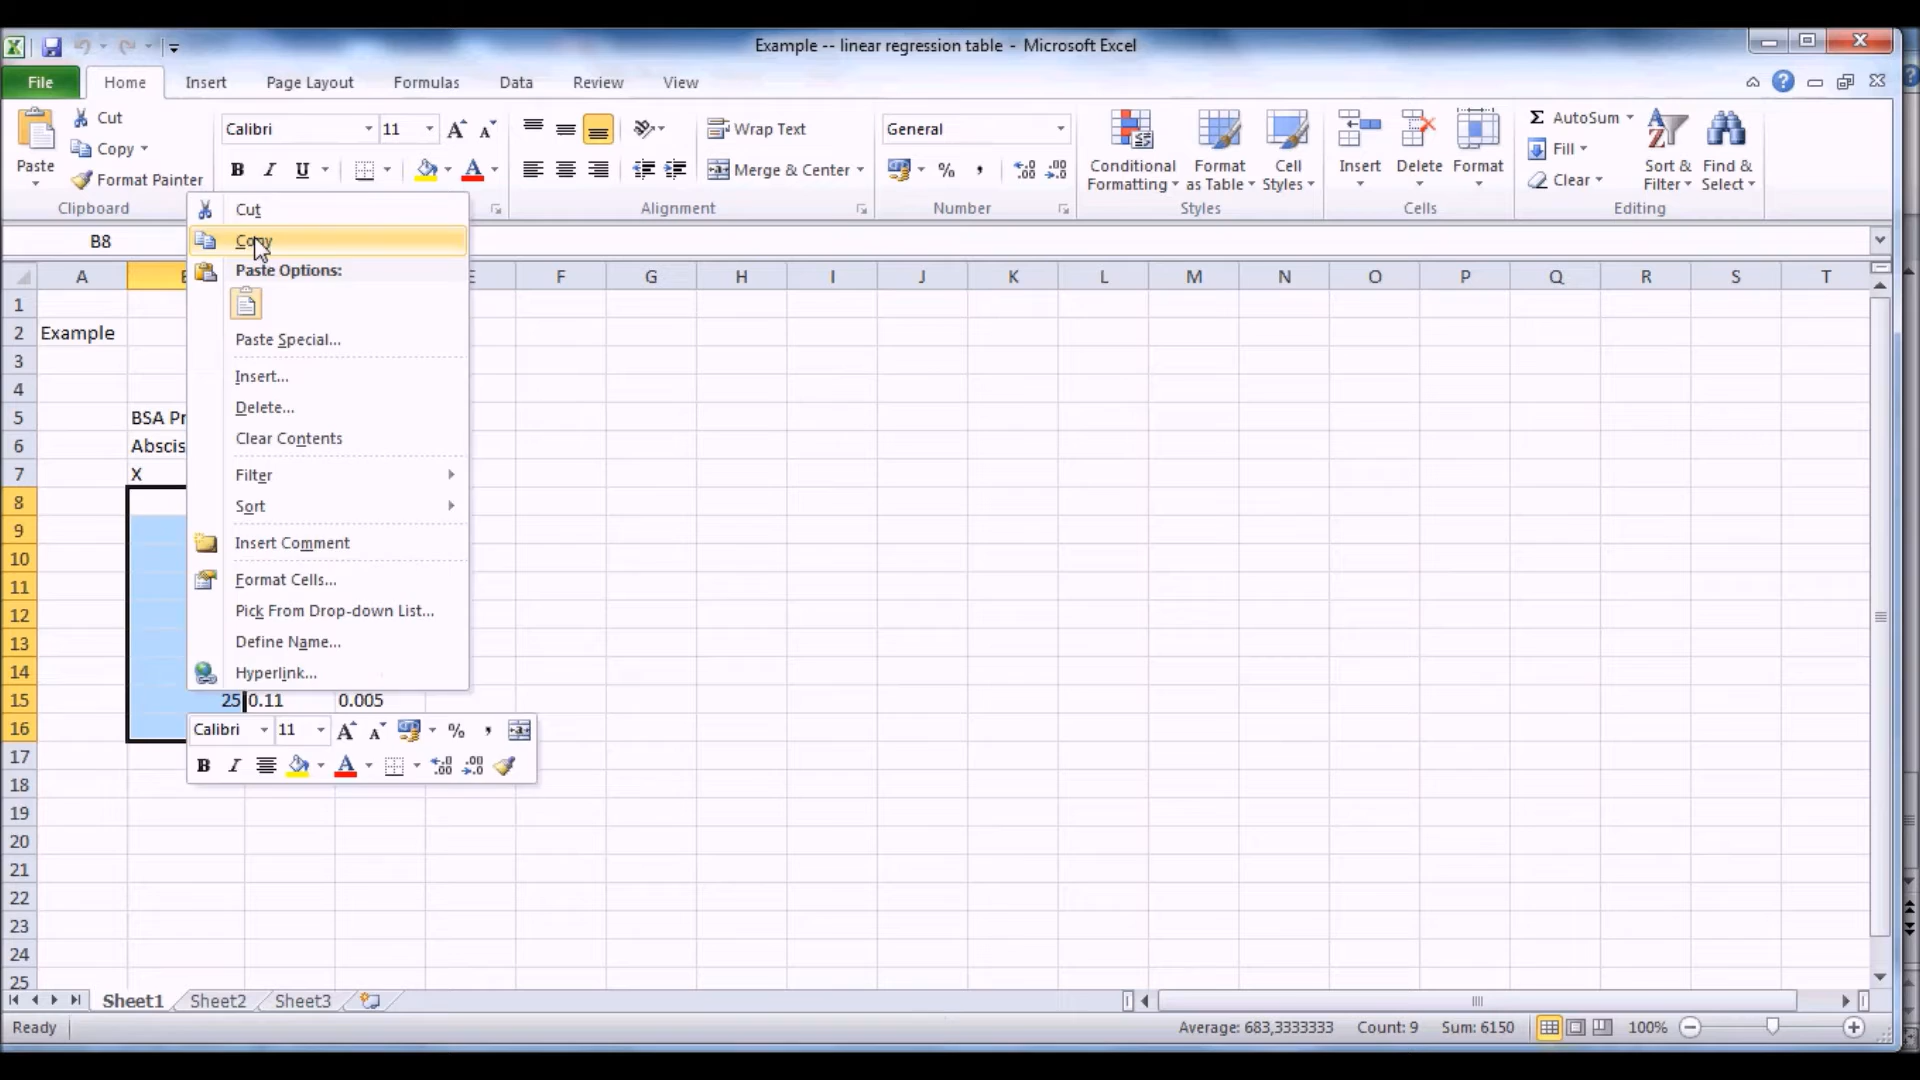 Example -- linear regression table - Microsoft Excel
File Home Insert Page Layout Formulas Data Review View
Paste
Cut
Copy
Format Painter
Clipboard
Calibri 11
B I U
Wrap Text
Merge & Center
Alignment
General
%
Number
Conditional Formatting
Format as Table
Cell Styles
Styles
Insert
Delete
Format
Cells
Σ AutoSum
Fill
Clear
Sort & Filter
Find & Select
Editing
B8
A F G H I J K L M N O P Q R S T
1
2 Example
3
4
5 BSA Pr
6 Abscis
7 X
8
9
10
11
12
13
14
15 25 0.11 0.005
16
17
18
19
20
21
22
23
24
25
Cut
Copy
Paste Options:
Paste Special...
Insert...
Delete...
Clear Contents
Filter
Sort
Insert Comment
Format Cells...
Pick From Drop-down List...
Define Name...
Hyperlink...
Calibri 11 A A %
B I A
Sheet1 Sheet2 Sheet3
Ready
Average: 683,3333333 Count: 9 Sum: 6150 100%